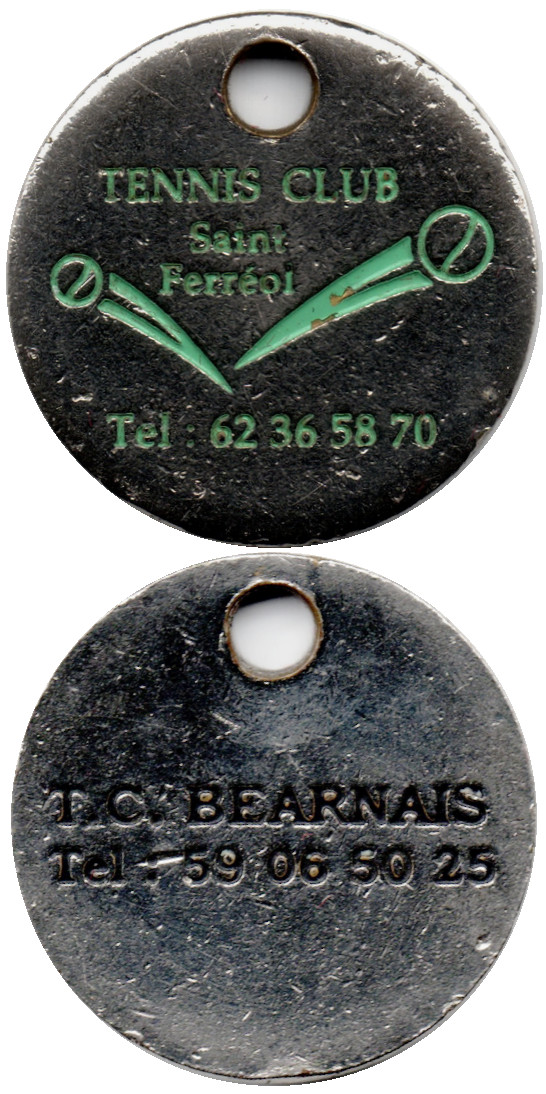 TENNIS CLUB
Saint
Ferréol
Tel : 62 36 58 70
T.C. BEARNAIS
Tel : 59 06 50 25